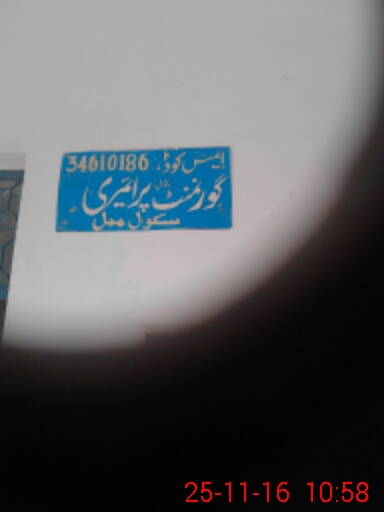 ایمس کوڈ: 34610186
گورنمنٹ پرائمری
سکول
25-11-16 10:58